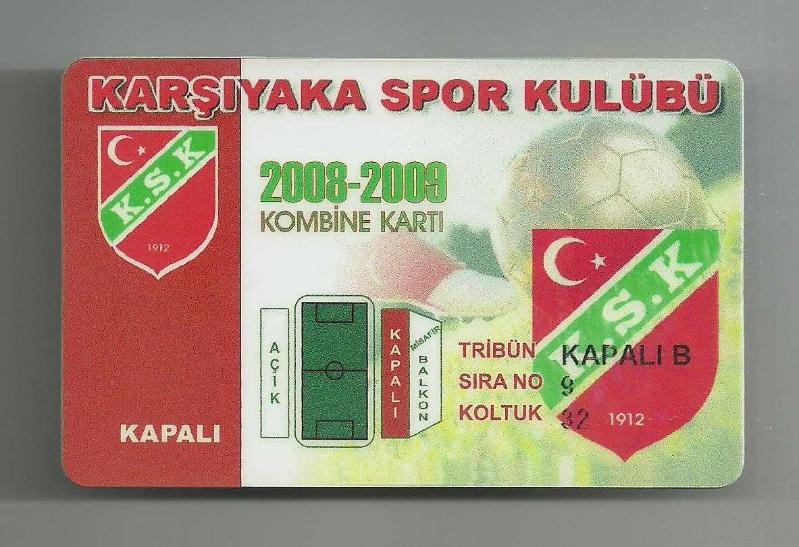 KARŞIYAKA SPOR KULÜBÜ
K.S.K
1912
2008-2009
KOMBİNE KARTI
AÇIK
KAPALI
MİSAFİR
BALKON
TRİBÜN KAPALI B
SIRA NO 9
KOLTUK 32
K.S.K
1912
KAPALI